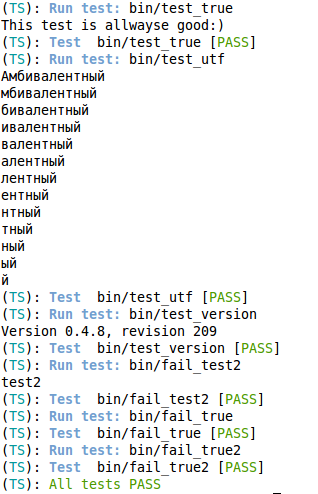 (TS): Run test: bin/test_true
This test is allwayse good:)
(TS): Test  bin/test_true [PASS]
(TS): Run test: bin/test_utf
Амбивалентный
мбивалентный
бивалентный
ивалентный
валентный
алентный
лентный
ентный
нтный
тный
ный
ый
й
(TS): Test  bin/test_utf [PASS]
(TS): Run test: bin/test_version
Version 0.4.8, revision 209
(TS): Test  bin/test_version [PASS]
(TS): Run test: bin/fail_test2
test2
(TS): Test  bin/fail_test2 [PASS]
(TS): Run test: bin/fail_true
(TS): Test  bin/fail_true [PASS]
(TS): Run test: bin/fail_true2
(TS): Test  bin/fail_true2 [PASS]
(TS): All tests PASS